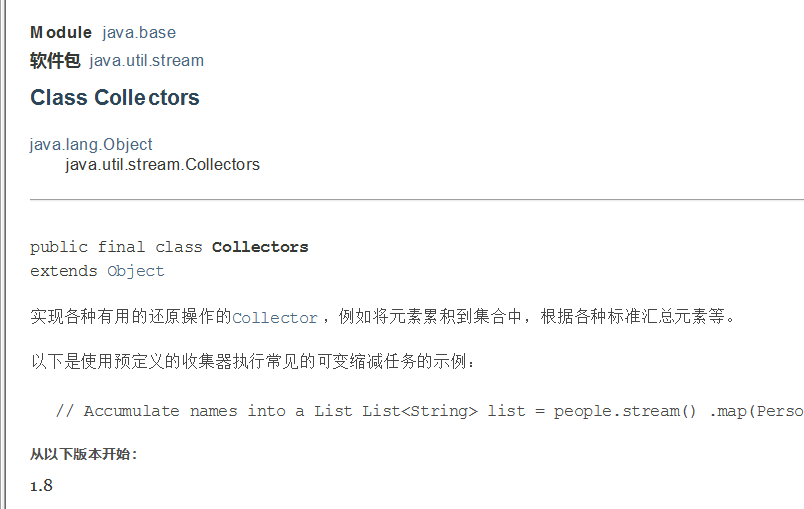 Module java.base
软件包 java.util.stream
Class Collectors
java.lang.Object
java.util.stream.Collectors
public final class Collectors
extends Object
实现各种有用的还原操作的Collector ，例如将元素累积到集合中，根据各种标准汇总元素等。
以下是使用预定义的收集器执行常见的可变缩减任务的示例：
// Accumulate names into a List List<String> list = people.stream() .map(Perso
从以下版本开始：
1.8